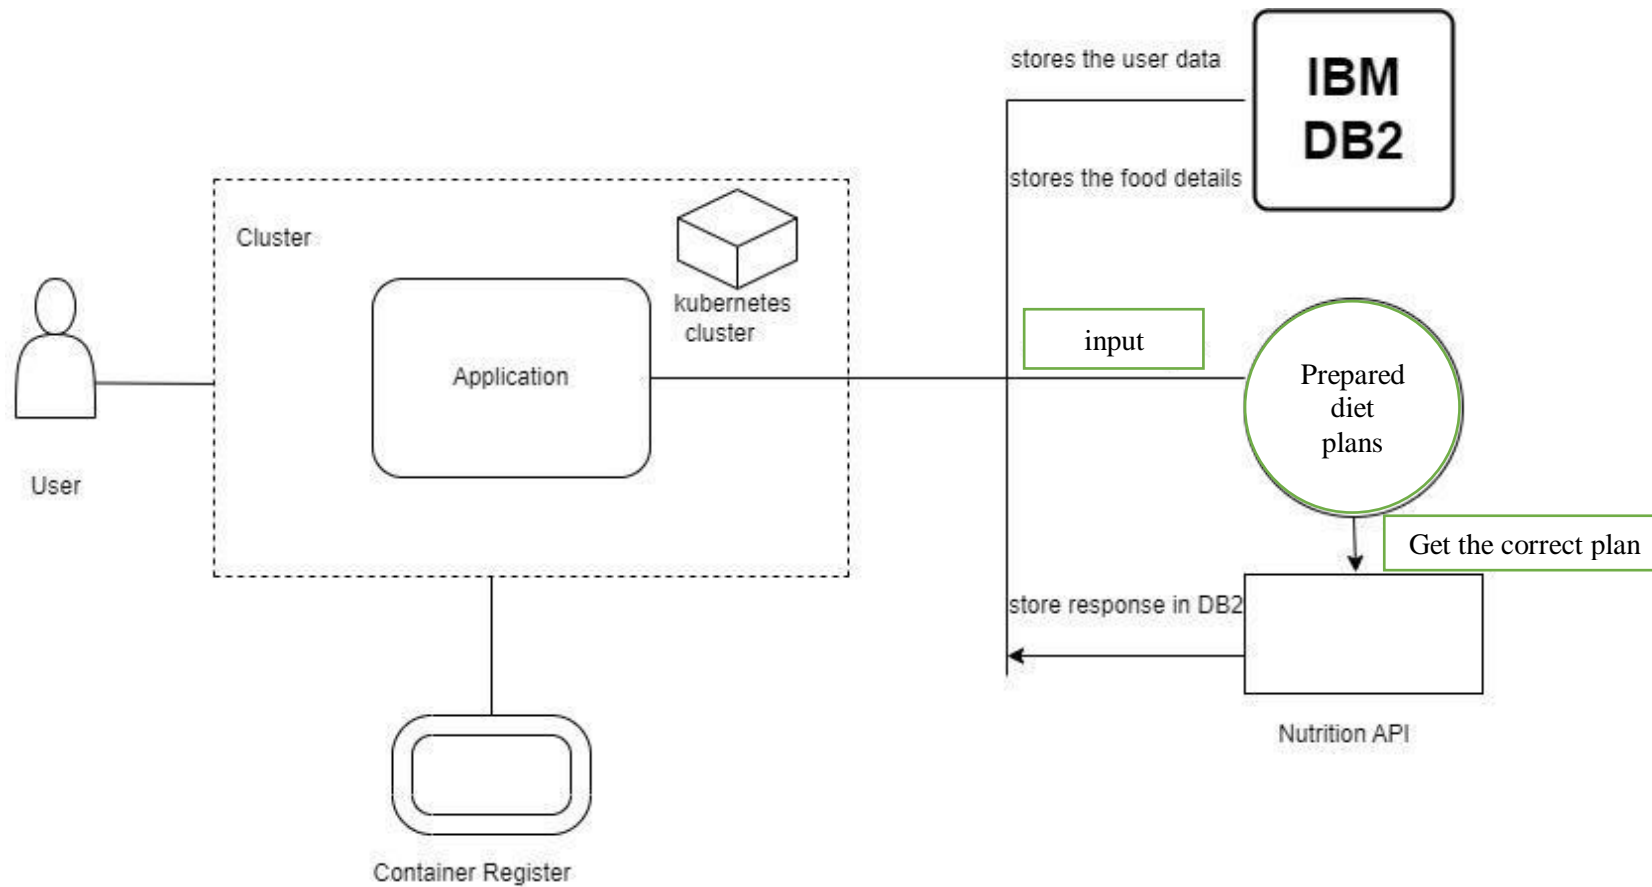 stores the user data
IBM
DB2
stores the food details
Cluster
kubernetes
cluster
input
Application
Prepared
diet
plans
User
Get the correct plan
store response in DB2
Nutrition API
Container Register